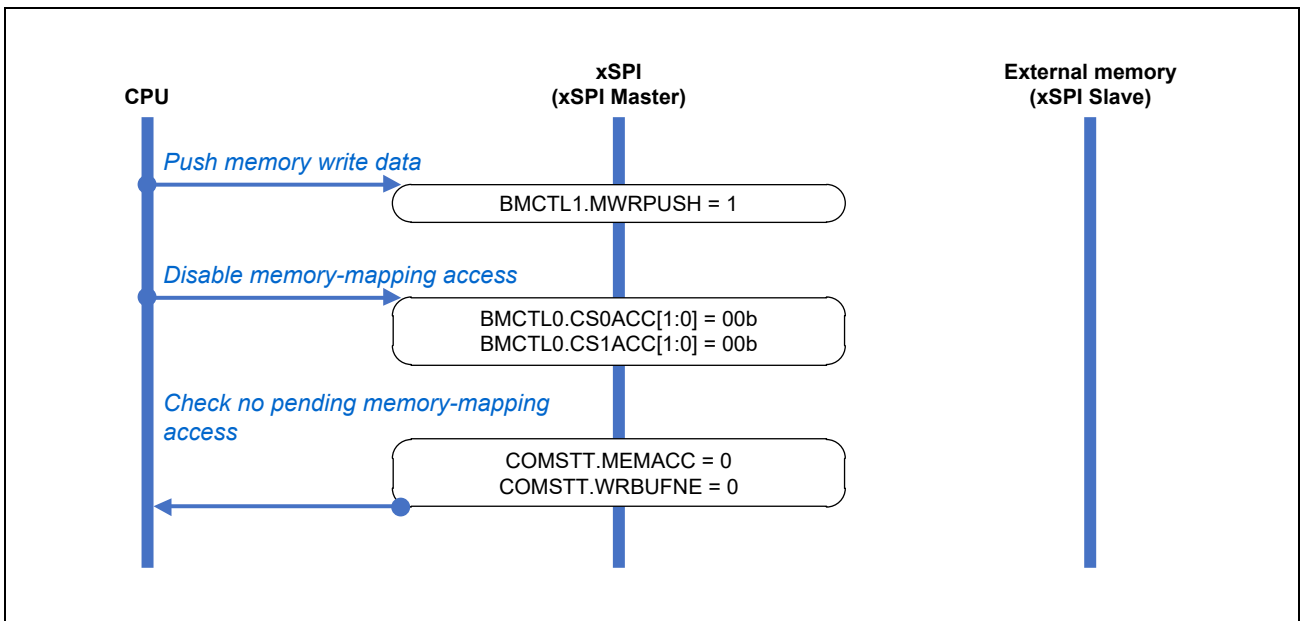 CPU
xSPI
(xSPI Master)
External memory
(xSPI Slave)
Push memory write data
BMCTL1.MWRPUSH = 1
Disable memory-mapping access
BMCTL0.CS0ACC[1:0] = 00b
BMCTL0.CS1ACC[1:0] = 00b
Check no pending memory-mapping
access
COMSTT.MEMACC = 0
COMSTT.WRBUFNE = 0